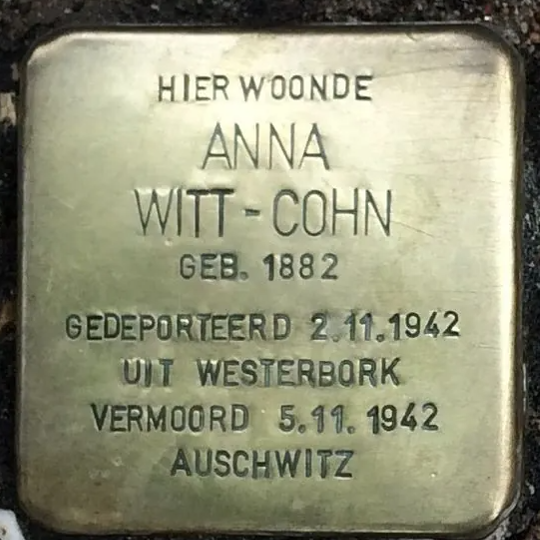 HIER WOONDE
ANNA
WITT - COHN
GEB. 1882
GEDEPORTEERD 2.11.1942
UIT WESTERBORK
VERMOORD 5.11.1942
AUSCHWITZ